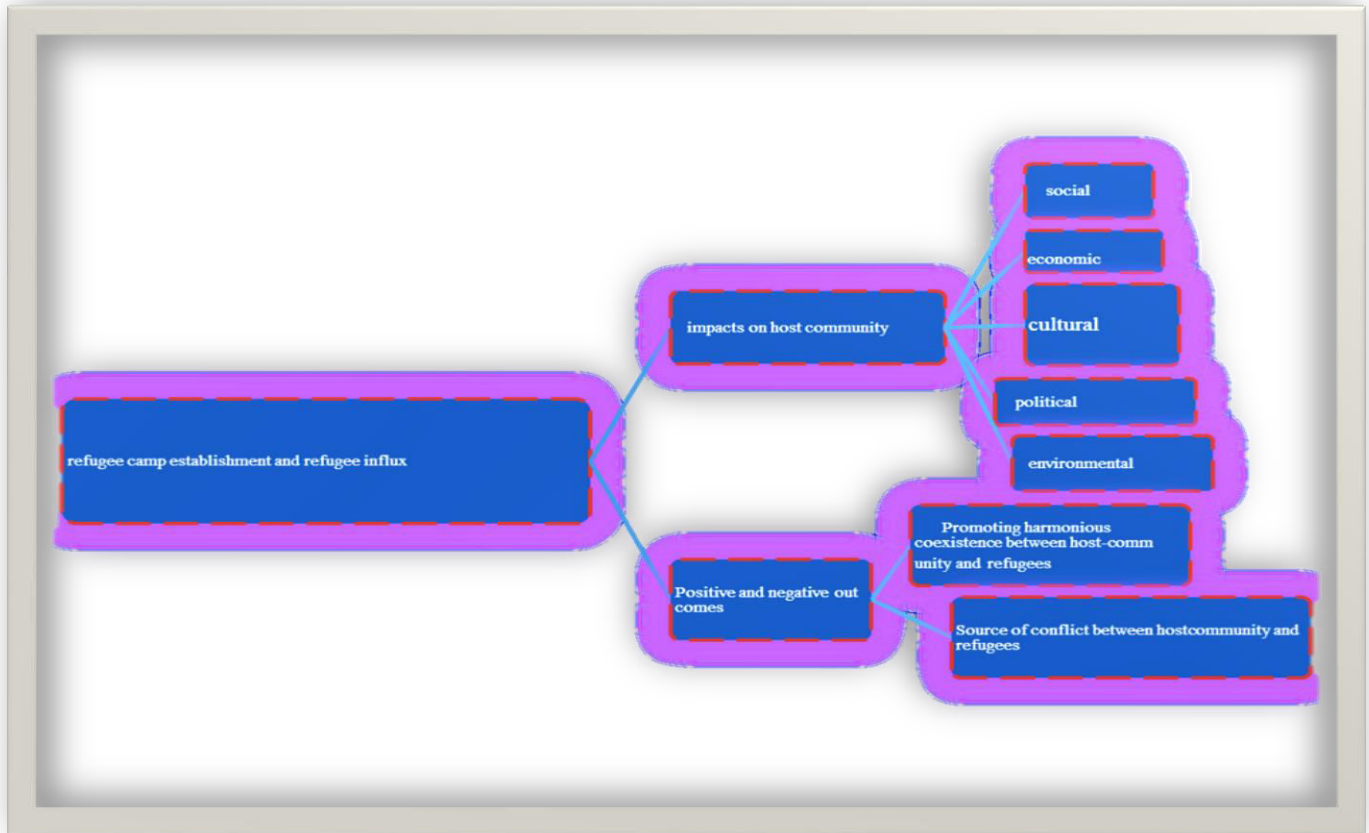 social
economic
cultural
impacts on host community
political
environmental
refugee camp establishment and refugee influx
Promoting harmonious
coexistence between host-comm
unity and refugees
Positive and negative out
comes
Source of conflict between hostcommunity and
refugees